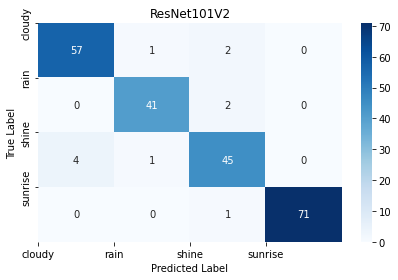 ResNet101V2
cloudy 57 1 2 0
rain 0 41 2 0
shine 4 1 45 0
sunrise 0 0 1 71
True Label
cloudy rain shine sunrise
Predicted Label
70
60
50
40
30
20
10
0